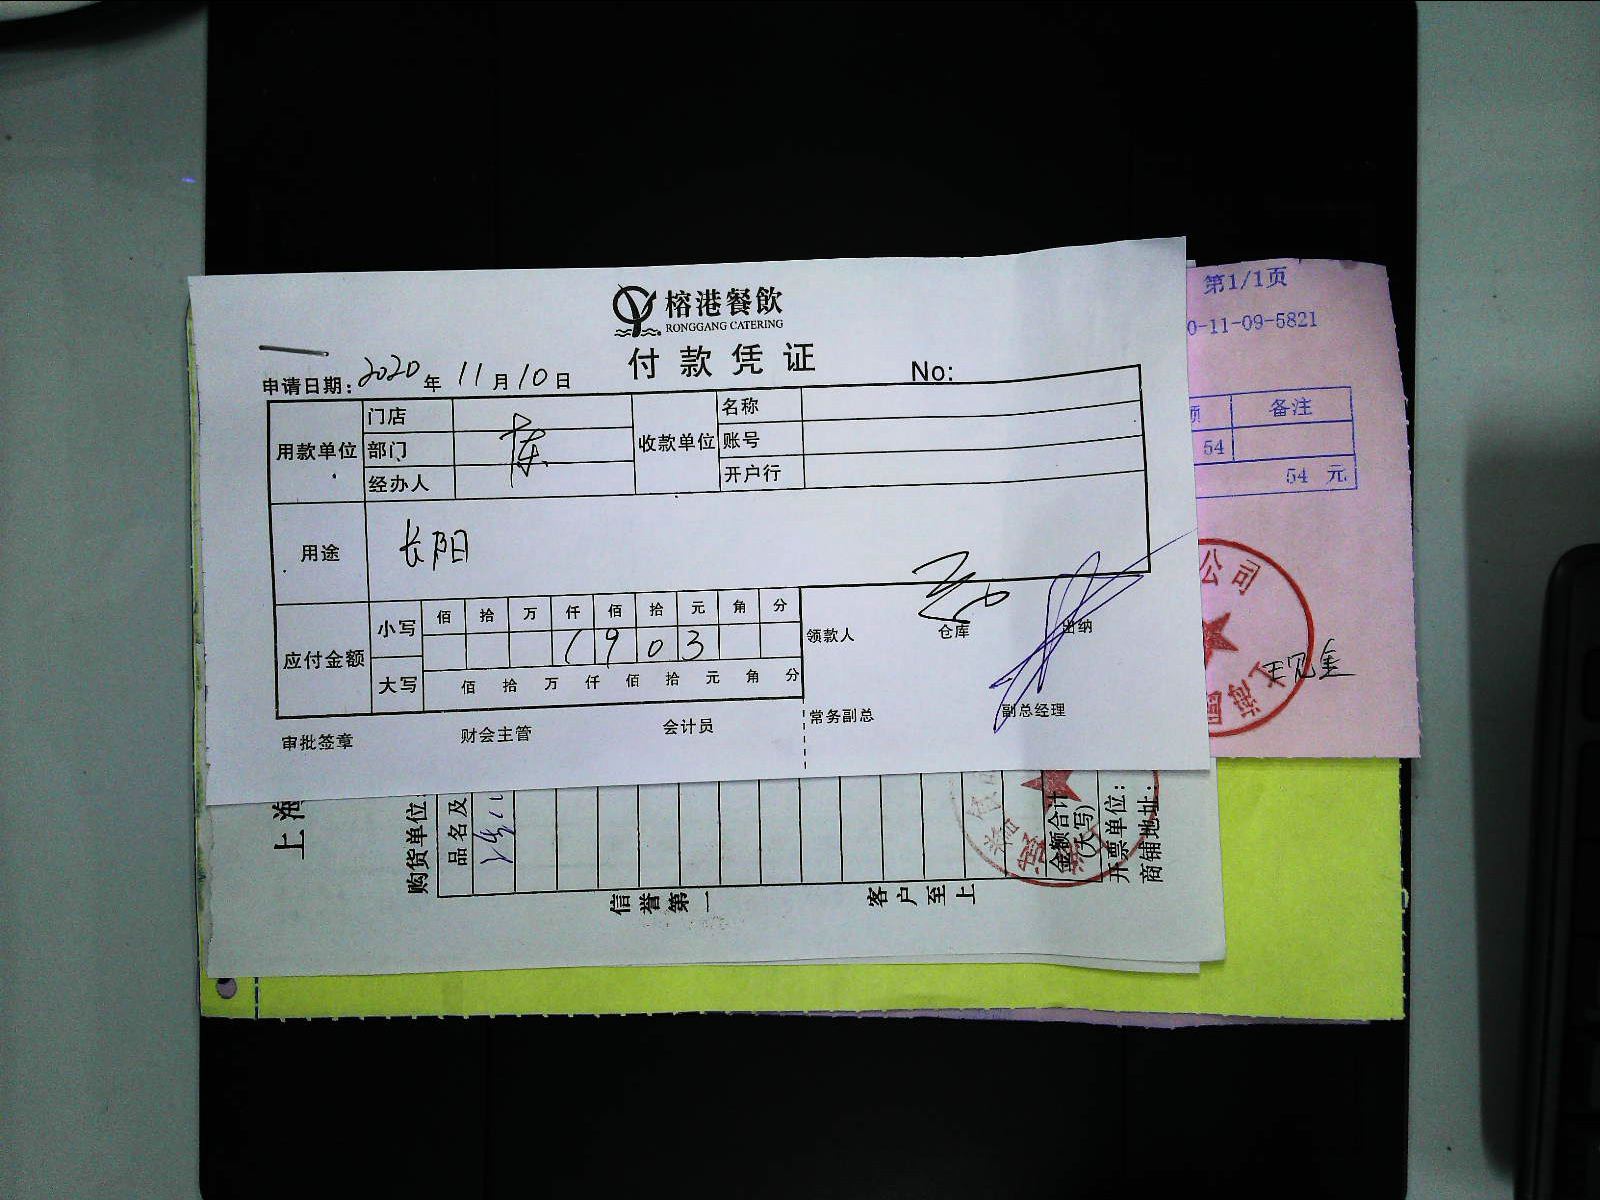 榕港餐飲
RONGGANG CATERING
付款凭证
申请日期: 2020 年 11 月 10 日 No:
用款单位 门店 收款单位 名称
部门 账号
经办人 开户行
用途 长阳
应付金额 小写 佰 拾 万 仟 佰 拾 元 角 分
1 9 0 3
大写 佰 拾 万 仟 佰 拾 元 角 分
领款人 仓库 出纳
审批签章 财会主管 会计员 常务副总 副总经理
第1/1页
0-11-09-5821
备注
54
54 元
公司
上海
上海
购货单位:
品名及
信誉第一 客户至上
金额合计
(大写)
开票单位:
商铺地址: